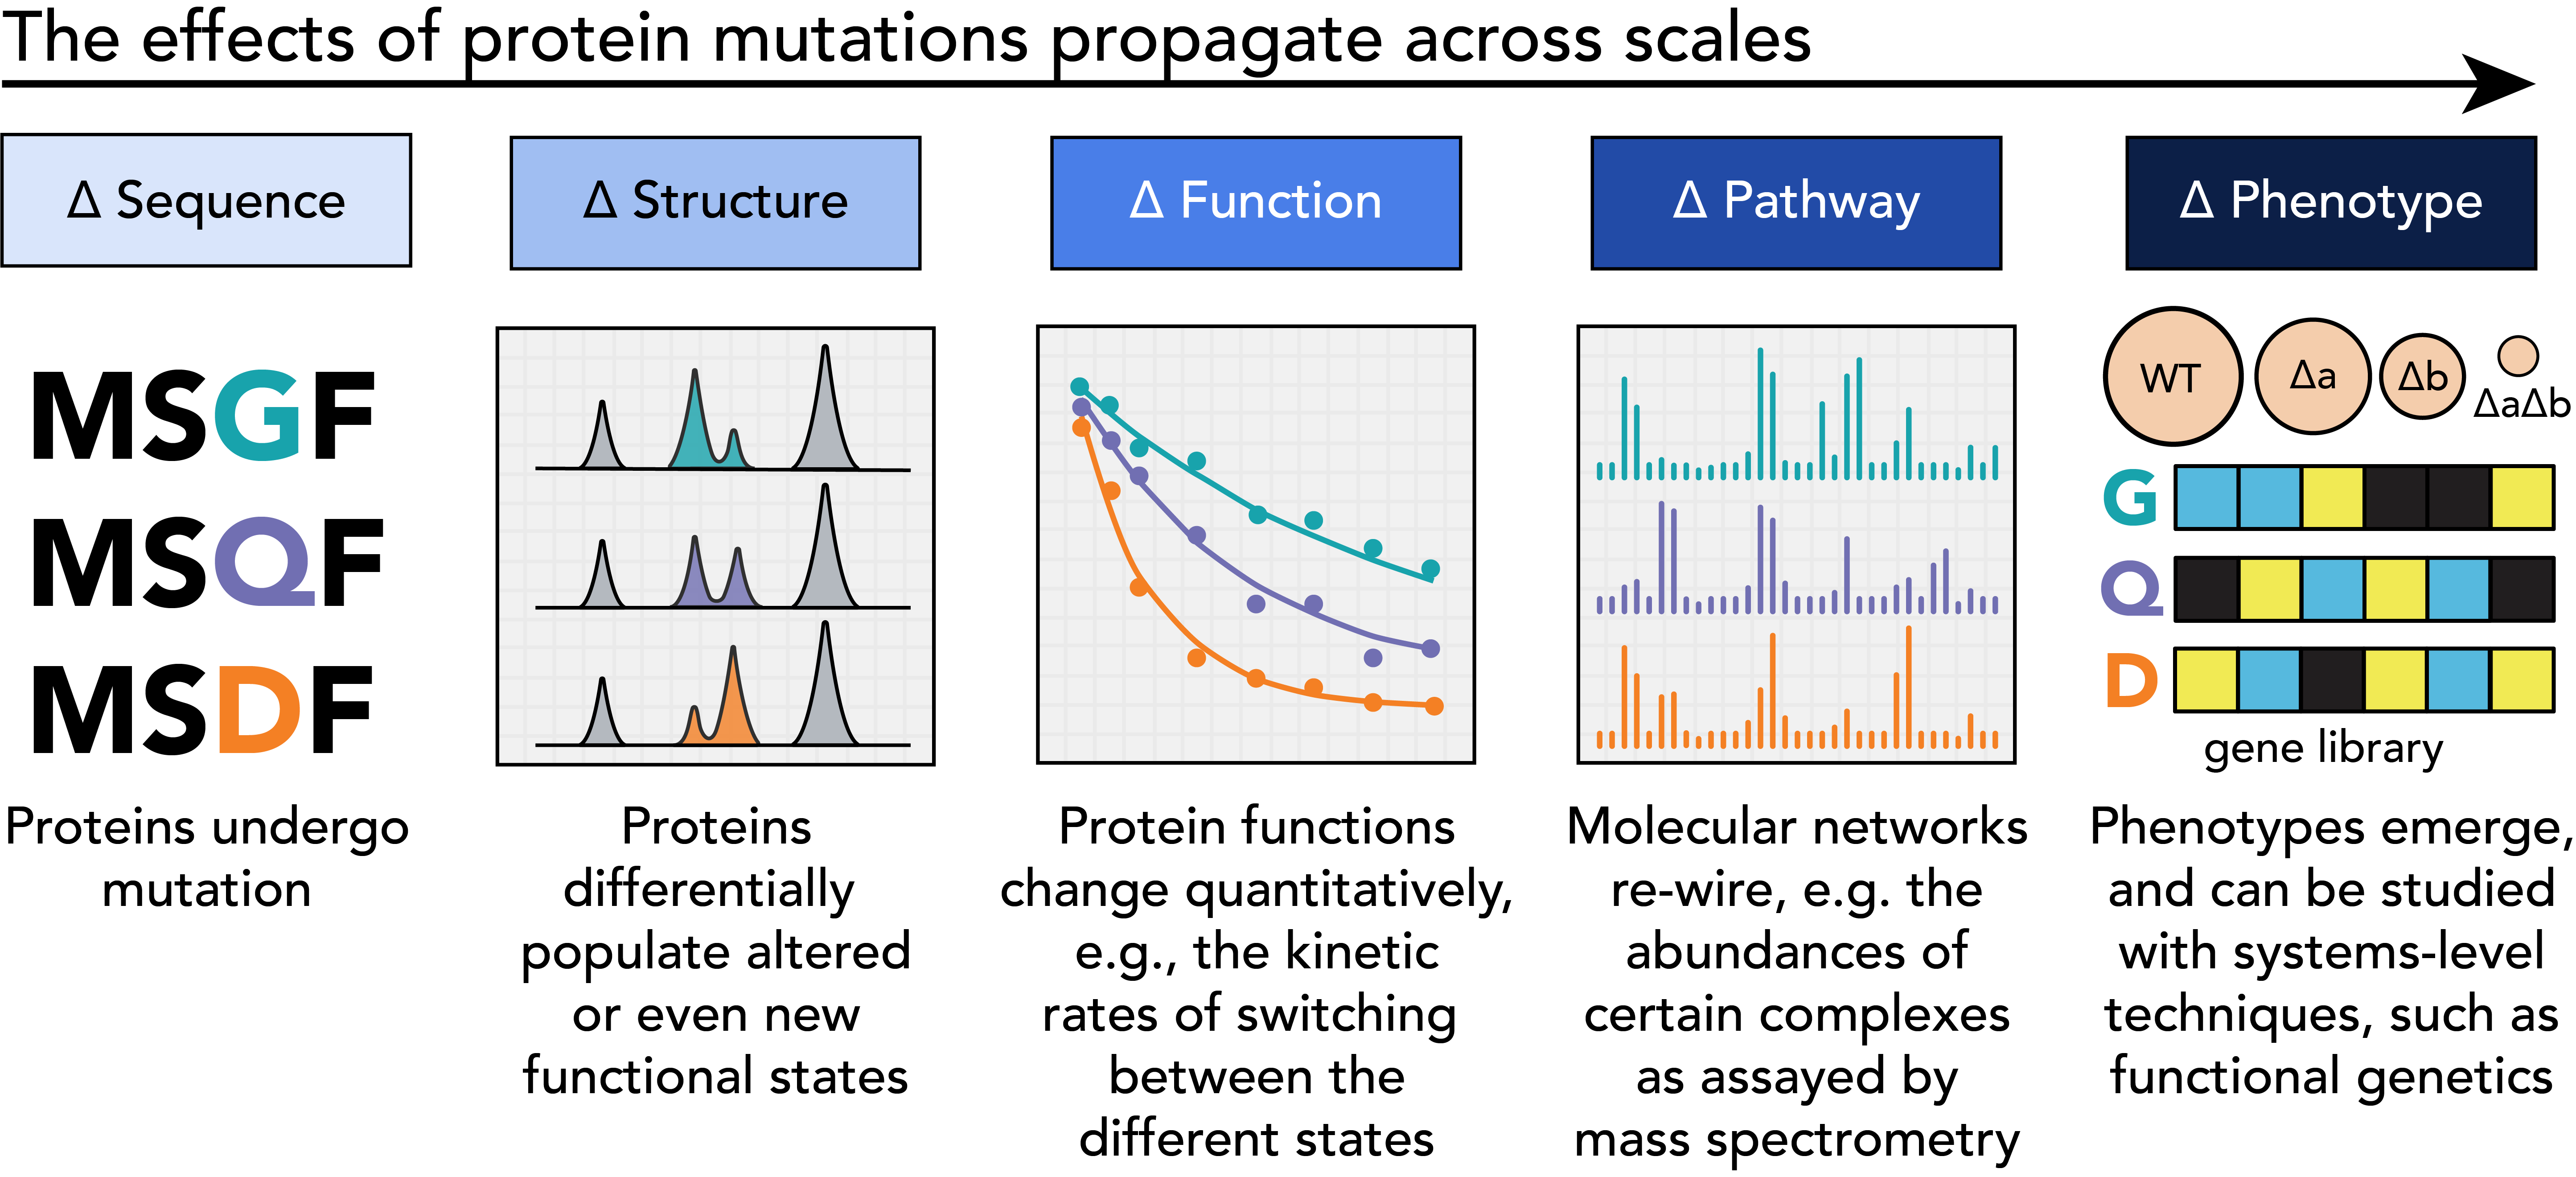 The effects of protein mutations propagate across scales
Δ Sequence
Δ Structure
Δ Function
Δ Pathway
Δ Phenotype
MSGF
MSQF
MSDF
WT
Δa
Δb
ΔaΔb
G
Q
D
gene library
Proteins undergo
mutation
Proteins
differentially
populate altered
or even new
functional states
Protein functions
change quantitatively,
e.g., the kinetic
rates of switching
between the
different states
Molecular networks
re-wire, e.g. the
abundances of
certain complexes
as assayed by
mass spectrometry
Phenotypes emerge,
and can be studied
with systems-level
techniques, such as
functional genetics